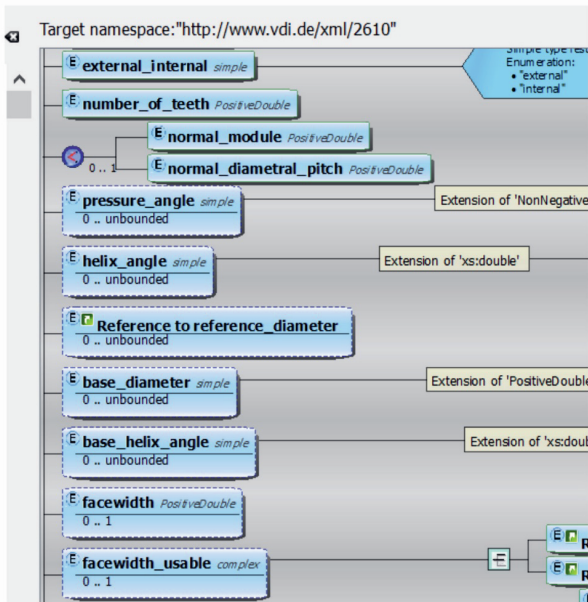 Target namespace:"http://www.vdi.de/xml/2610"
E external_internal simple
Enumeration:
• "external"
• "internal"
E number_of_teeth PositiveDouble
E normal_module PositiveDouble
0 .. 1
E normal_diametral_pitch PositiveDouble
E pressure_angle simple
0 .. unbounded
Extension of 'NonNegative
E helix_angle simple
0 .. unbounded
Extension of 'xs:double'
E Reference to reference_diameter
0 .. unbounded
E base_diameter simple
0 .. unbounded
Extension of 'PositiveDouble
E base_helix_angle simple
0 .. unbounded
Extension of 'xs:doub
E facewidth PositiveDouble
0 .. 1
E R
E facewidth_usable complex
0 .. 1
E R